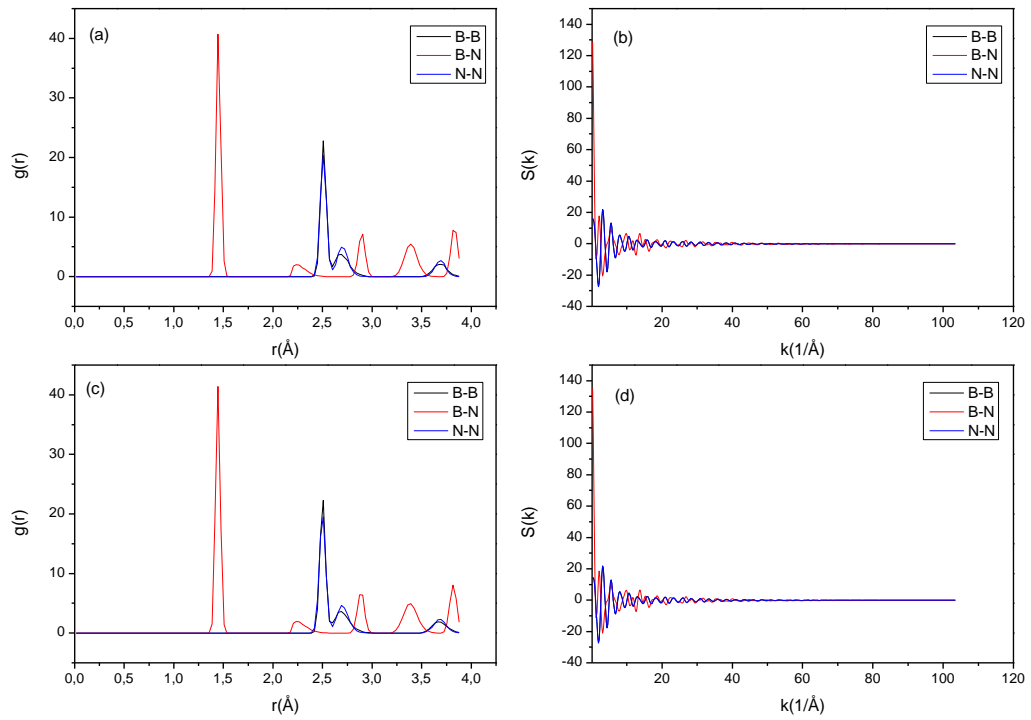 (a)
B-B
B-N
N-N
g(r)
40
30
20
10
0
0,0 0,5 1,0 1,5 2,0 2,5 3,0 3,5 4,0
r(Å)
(b)
B-B
B-N
N-N
S(k)
140
120
100
80
60
40
20
0
-20
-40
20 40 60 80 100 120
k(1/Å)
(c)
B-B
B-N
N-N
g(r)
40
30
20
10
0
0,0 0,5 1,0 1,5 2,0 2,5 3,0 3,5 4,0
r(Å)
(d)
B-B
B-N
N-N
S(k)
140
120
100
80
60
40
20
0
-20
-40
20 40 60 80 100 120
k(1/Å)